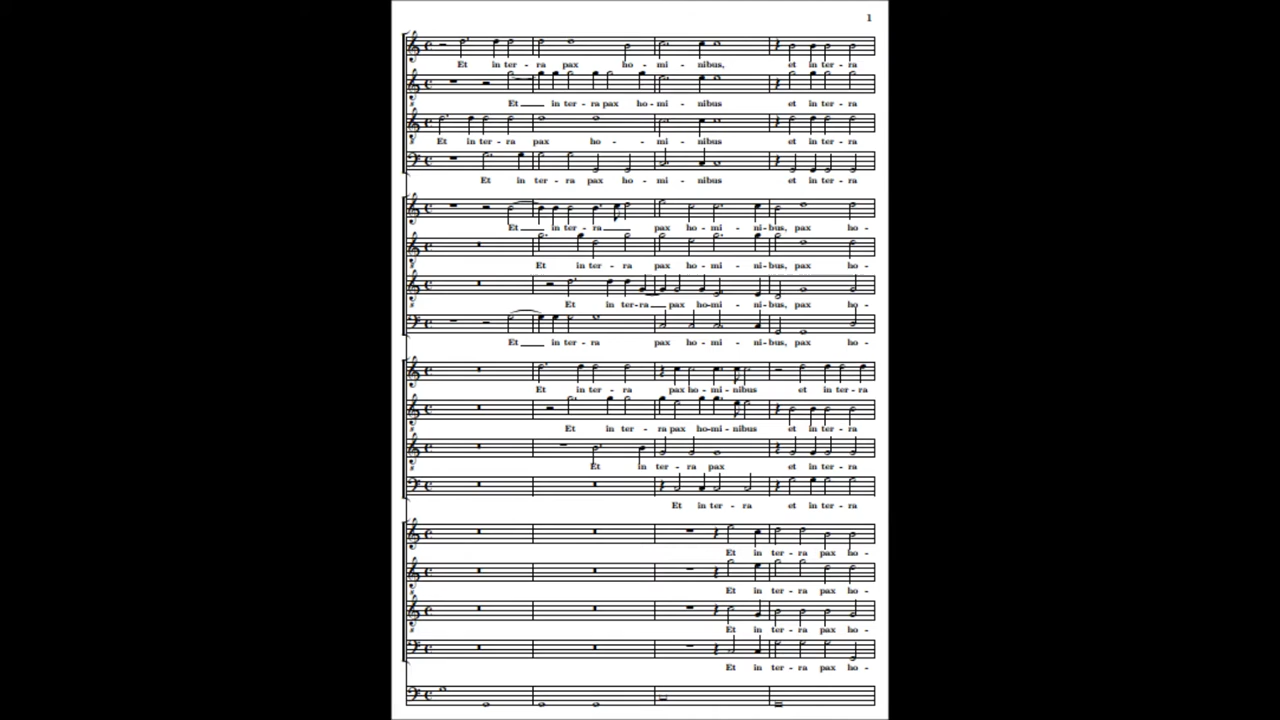 1
Et in ter - ra pax ho - mi - nibus, et in ter - ra
Et in ter - ra pax ho - mi - nibus et in ter - ra
Et in ter - ra pax ho - - mi - nibus et in ter - ra
Et in ter - ra pax ho - mi - nibus et in ter - ra
Et in ter - ra pax ho - mi - ni - bus, pax ho -
Et in ter - ra pax ho - mi - ni - bus, pax ho -
Et in ter - ra pax ho - mi - ni - bus, pax ho -
Et in ter - ra pax ho - mi - ni - bus, pax ho -
Et in ter - ra pax ho - mi - nibus et in ter - ra
Et in ter - ra pax ho - mi - nibus et in ter - ra
Et in ter - ra pax et in ter - ra
Et in ter - ra et in ter - ra
Et in ter - ra pax ho -
Et in ter - ra pax ho -
Et in ter - ra pax ho -
Et in ter - ra pax ho -